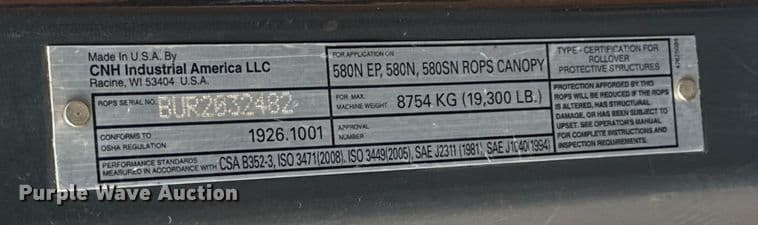 Made In U.S.A. By
CNH Industrial America LLC
Racine, WI 53404 U.S.A.
ROPS SERIAL NO. BUR2032482
CONFORMS TO
OSHA REGULATION
1926.1001
PERFORMANCE STANDARDS
MEASURED IN ACCORDANCE WITH
CSA B352-3, ISO 3471(2008), ISO 3449(2005), SAE J2311 (1981), SAE J1040(1994)
FOR APPLICATION ON
580N EP, 580N, 580SN ROPS CANOPY
FOR MAX.
MACHINE WEIGHT
8754 KG (19,300 LB.)
APPROVAL
NUMBER
TYPE - CERTIFICATION FOR
ROLLOVER
PROTECTIVE STRUCTURES
PROTECTION AFFORDED BY THIS
ROPS WILL BE REDUCED IF THE ROPS
IS ALTERED, HAS STRUCTURAL
DAMAGE, OR HAS BEEN SUBJECT TO
UPSET. SEE OPERATOR'S MANUAL
FOR COMPLETE INSTRUCTIONS AND
INSPECTION REQUIREMENTS.
Purple Wave Auction